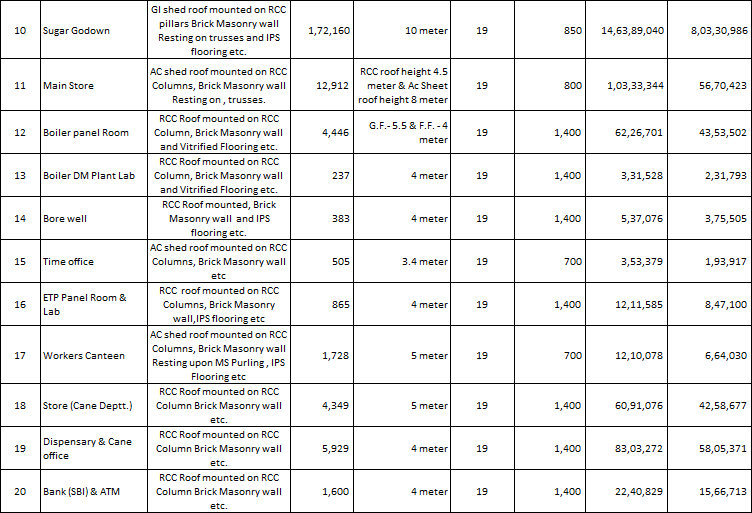 10 Sugar Godown GI shed roof mounted on RCC pillars Brick Masonry wall Resting on trusses and IPS flooring etc. 1,72,160 10 meter 19 850 14,63,89,040 8,03,30,986
11 Main Store AC shed roof mounted on RCC Columns, Brick Masonry wall Resting on , trusses. 12,912 RCC roof height 4.5 meter & Ac Sheet roof height 8 meter 19 800 1,03,33,344 56,70,423
12 Boiler panel Room RCC Roof mounted on RCC Column, Brick Masonry wall and Vitrified Flooring etc. 4,446 G.F.- 5.5 & F.F. - 4 meter 19 1,400 62,26,701 43,53,502
13 Boiler DM Plant Lab RCC Roof mounted on RCC Column, Brick Masonry wall and Vitrified Flooring etc. 237 4 meter 19 1,400 3,31,528 2,31,793
14 Bore well RCC Roof mounted, Brick Masonry wall and IPS flooring etc. 383 4 meter 19 1,400 5,37,076 3,75,505
15 Time office AC shed roof mounted on RCC Columns, Brick Masonry wall etc 505 3.4 meter 19 700 3,53,379 1,93,917
16 ETP Panel Room & Lab RCC roof mounted on RCC Columns, Brick Masonry wall,IPS flooring etc 865 4 meter 19 1,400 12,11,585 8,47,100
17 Workers Canteen AC shed roof mounted on RCC Columns, Brick Masonry wall Resting upon MS Purling , IPS Flooring etc 1,728 5 meter 19 700 12,10,078 6,64,030
18 Store (Cane Deptt.) RCC Roof mounted on RCC Column Brick Masonry wall etc. 4,349 5 meter 19 1,400 60,91,076 42,58,677
19 Dispensary & Cane office RCC Roof mounted on RCC Column Brick Masonry wall etc. 5,929 4 meter 19 1,400 83,03,272 58,05,371
20 Bank (SBI) & ATM RCC Roof mounted on RCC Column Brick Masonry wall etc. 1,600 4 meter 19 1,400 22,40,829 15,66,713